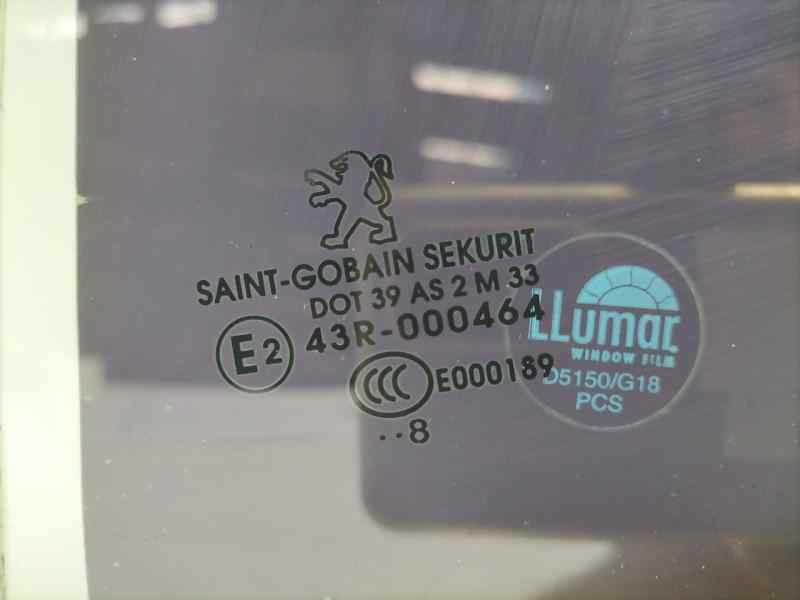 SAINT-GOBAIN SEKURIT
DOT 39 AS 2 M 33
E2 43R-000464
CCC E000189
..8
LLumar
WINDOW FILM
D5150/G18
PCS